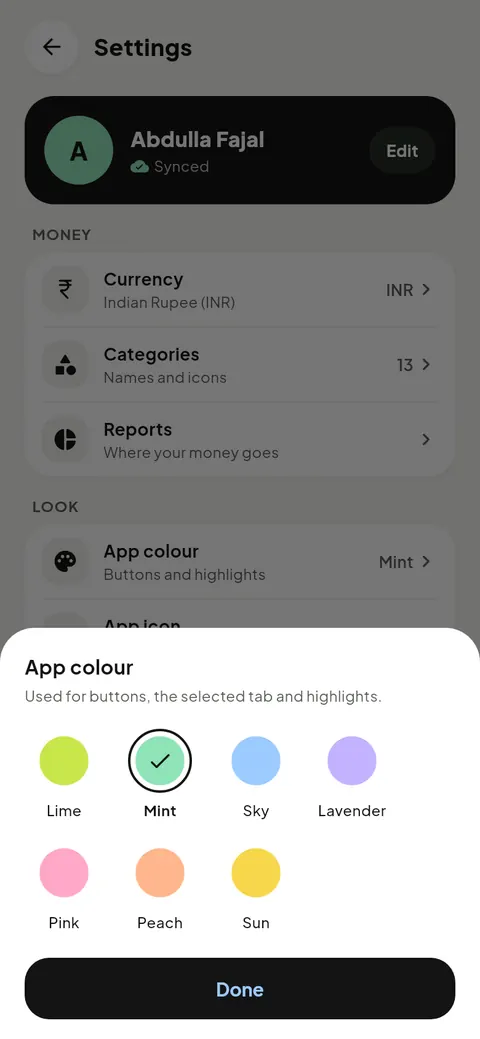 Settings
A
Abdulla Fajal
Synced
Edit
MONEY
Currency
Indian Rupee (INR)
INR
Categories
Names and icons
13
Reports
Where your money goes
LOOK
App colour
Buttons and highlights
Mint
App icon
App colour
Used for buttons, the selected tab and highlights.
Lime
Mint
Sky
Lavender
Pink
Peach
Sun
Done